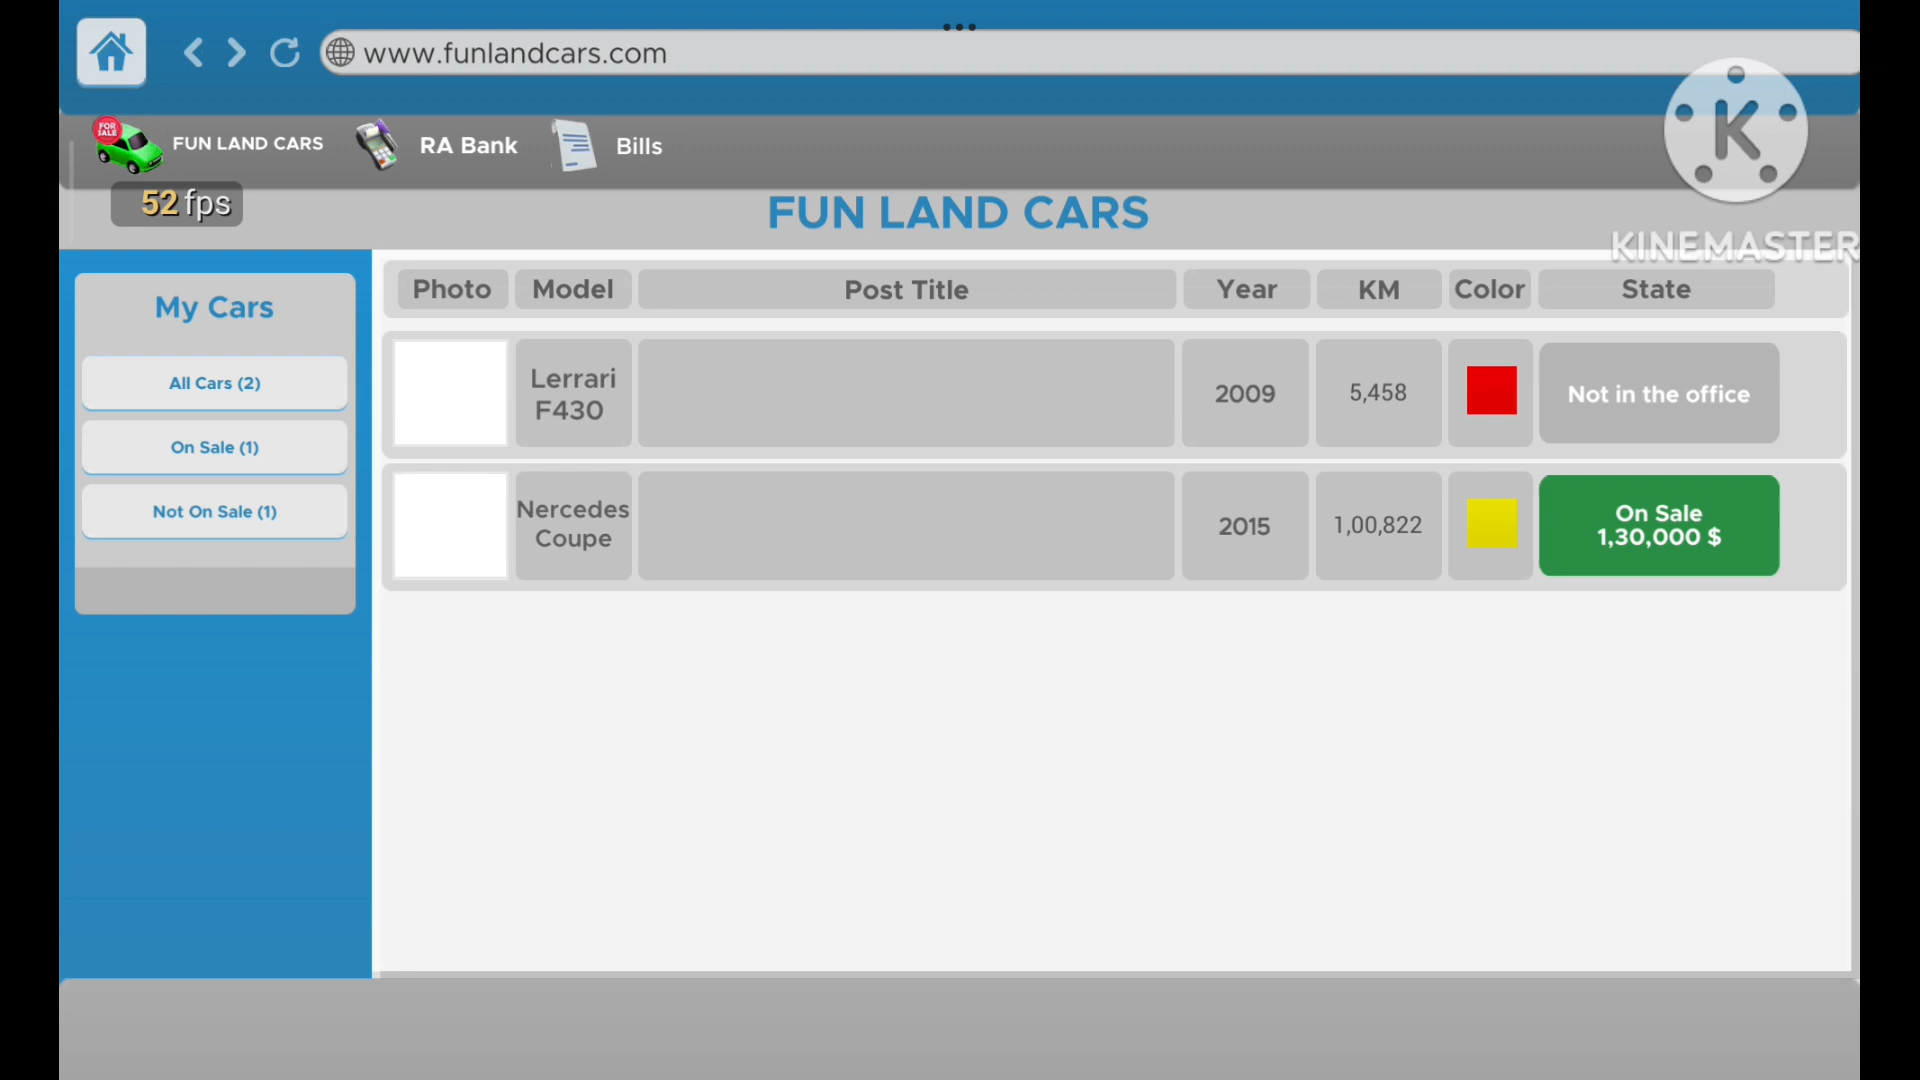 www.funlandcars.com
FOR SALE
FUN LAND CARS
RA Bank
Bills
K
52 fps
FUN LAND CARS
KINEMASTER
My Cars
All Cars (2)
On Sale (1)
Not On Sale (1)
Photo Model Post Title Year KM Color State
Lerrari
F430
2009
5,458
Not in the office
Nercedes
Coupe
2015
1,00,822
On Sale
1,30,000 $